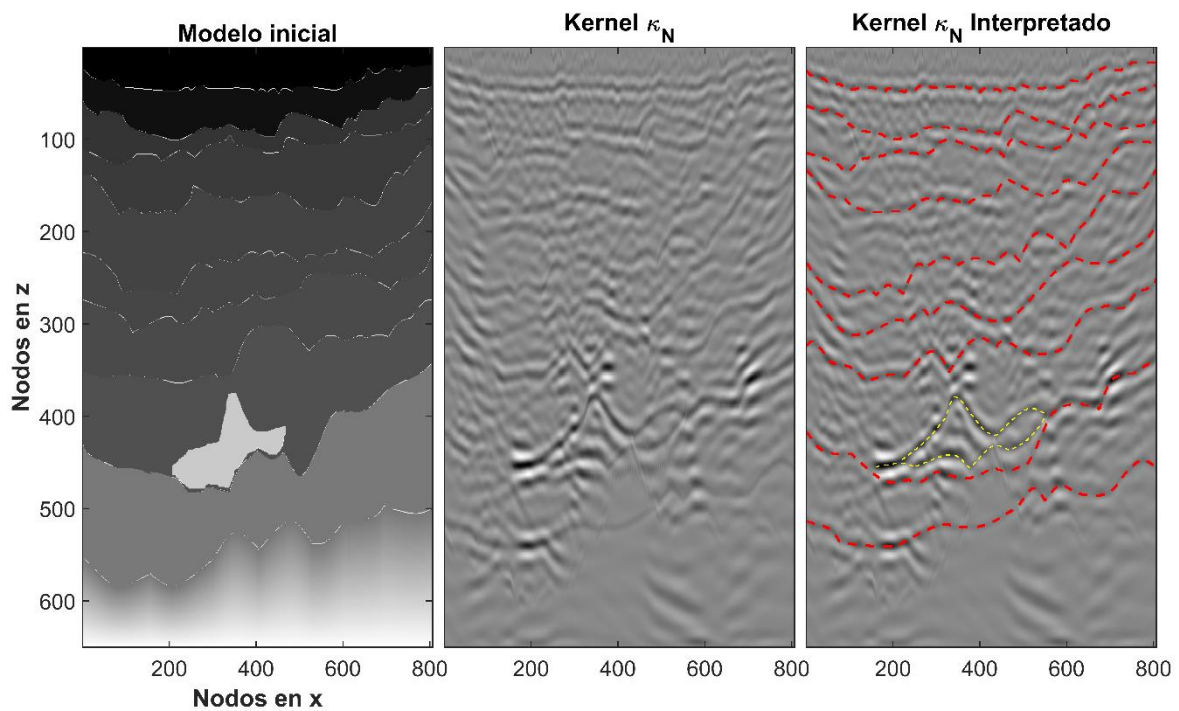 Modelo inicial
Kernel κN
Kernel κN Interpretado
Nodos en z
100
200
300
400
500
600
200 400 600 800
200 400 600 800
200 400 600 800
Nodos en x